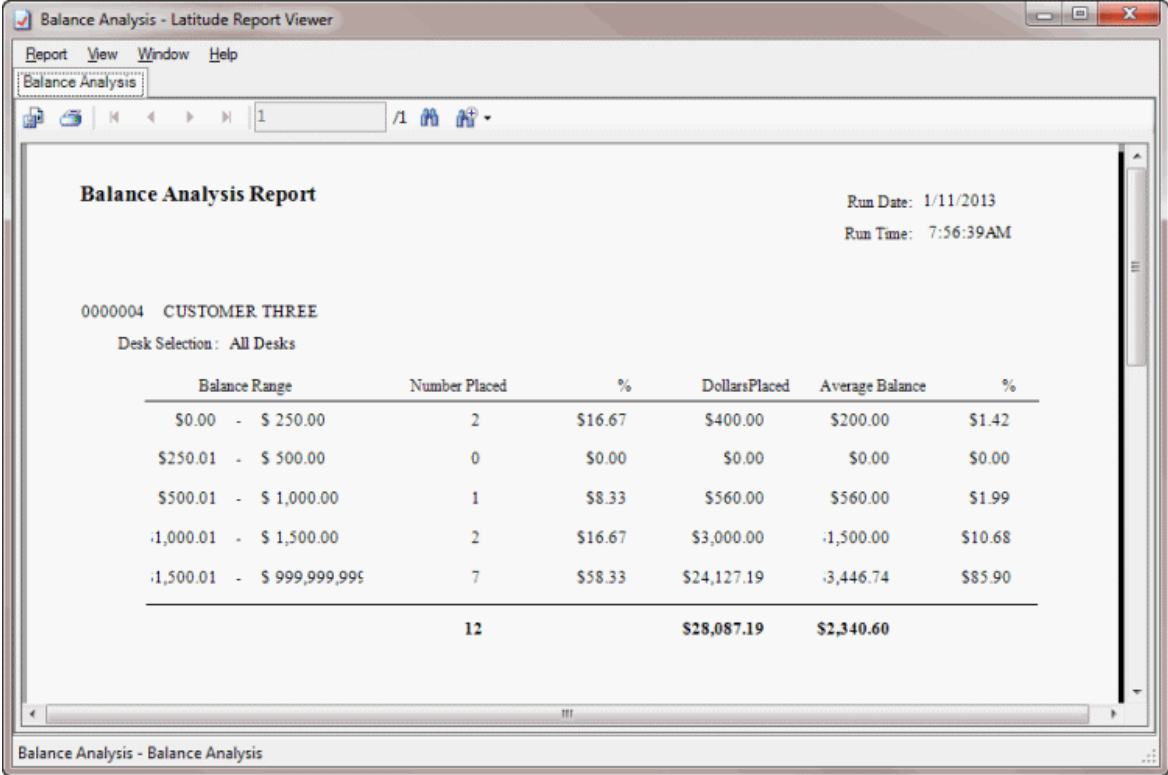 Balance Analysis - Latitude Report Viewer
Report View Window Help
Balance Analysis
1 /1
Balance Analysis Report
Run Date: 1/11/2013
Run Time: 7:56:39AM
0000004 CUSTOMER THREE
Desk Selection: All Desks
Balance Range Number Placed % DollarsPlaced Average Balance %
$0.00 - $ 250.00 2 $16.67 $400.00 $200.00 $1.42
$250.01 - $ 500.00 0 $0.00 $0.00 $0.00 $0.00
$500.01 - $ 1,000.00 1 $8.33 $560.00 $560.00 $1.99
1,000.01 - $ 1,500.00 2 $16.67 $3,000.00 1,500.00 $10.68
1,500.01 - $ 999,999,999 7 $58.33 $24,127.19 3,446.74 $85.90
12 $28,087.19 $2,340.60
Balance Analysis - Balance Analysis